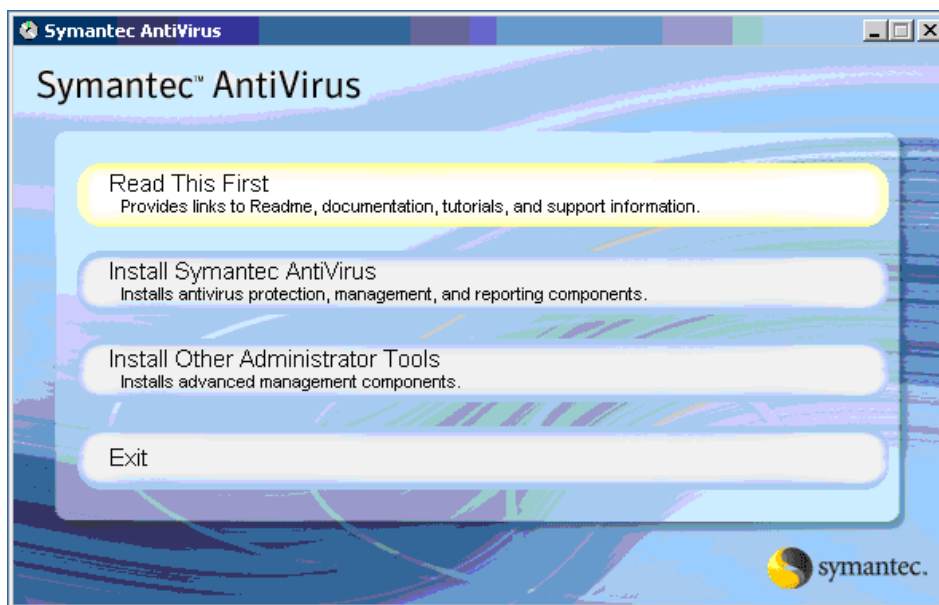 Symantec AntiVirus
Symantec™ AntiVirus
Read This First
Provides links to Readme, documentation, tutorials, and support information.
Install Symantec AntiVirus
Installs antivirus protection, management, and reporting components.
Install Other Administrator Tools
Installs advanced management components.
Exit
symantec.